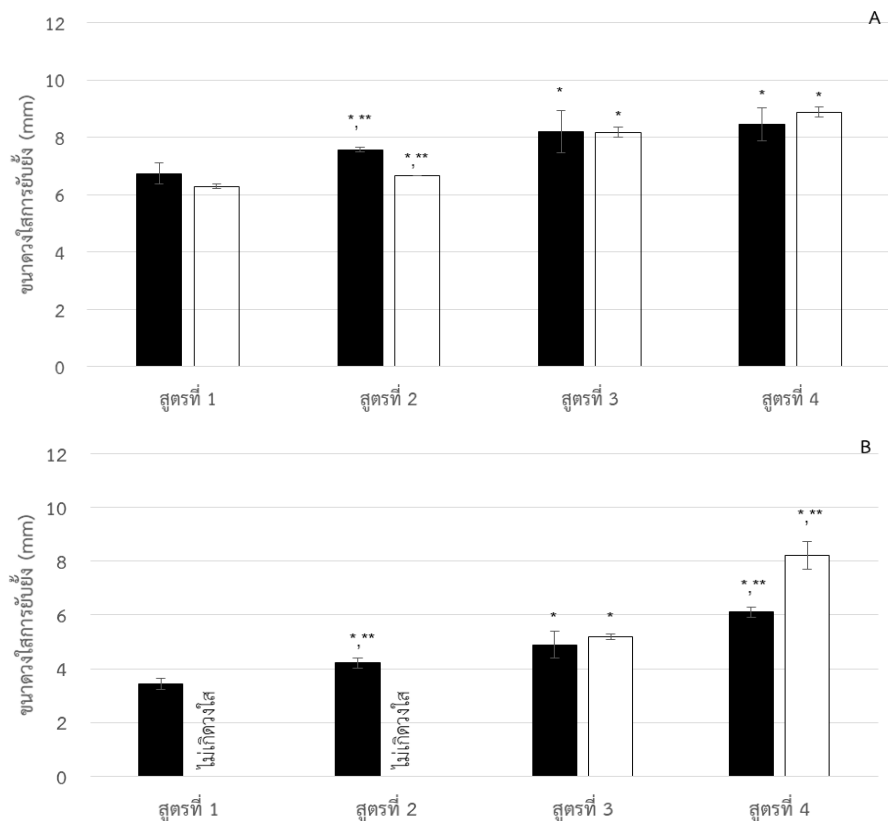 A
12
10
8
6
4
2
0
ขนาดวงใสการยับยั้ง (mm)
*,**
*,**
*
*
*
*
สูตรที่ 1
สูตรที่ 2
สูตรที่ 3
สูตรที่ 4
B
12
10
8
6
4
2
0
ขนาดวงใสการยับยั้ง (mm)
ไม่เกิดวงใส
*,**
ไม่เกิดวงใส
*
*
*,**
*,**
สูตรที่ 1
สูตรที่ 2
สูตรที่ 3
สูตรที่ 4